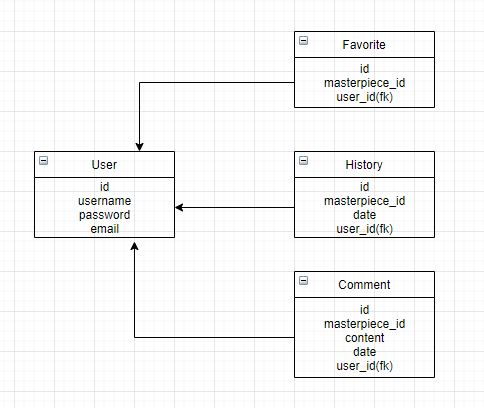 Favorite
id
masterpiece_id
user_id(fk)
User
id
username
password
email
History
id
masterpiece_id
date
user_id(fk)
Comment
id
masterpiece_id
content
date
user_id(fk)